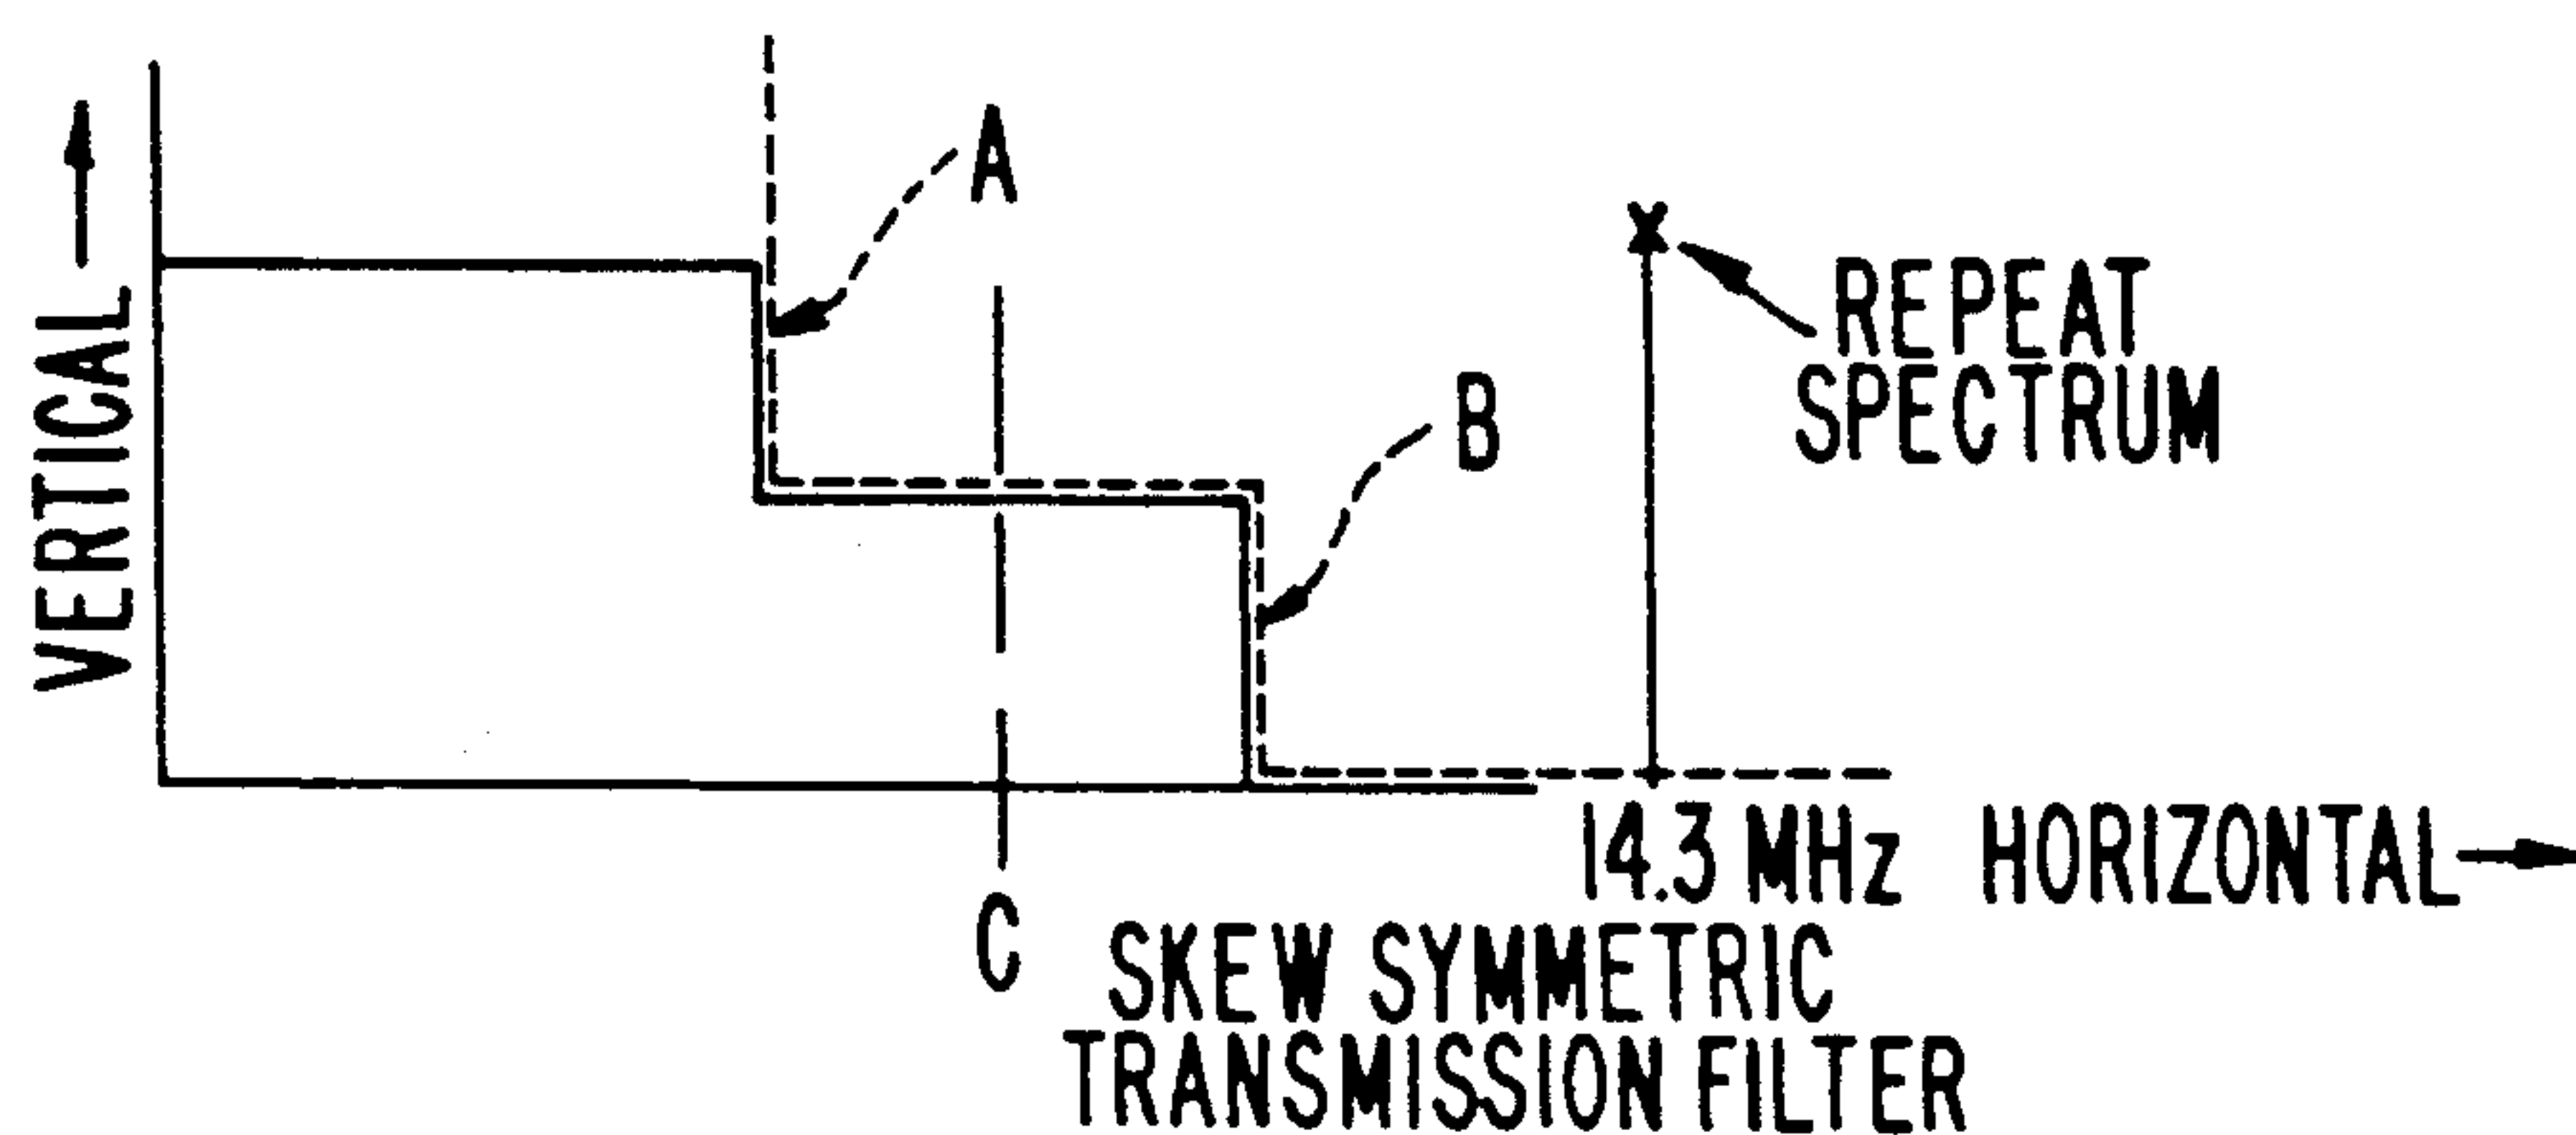 VERTICAL
A
B
REPEAT
SPECTRUM
14.3 MHz HORIZONTAL
C
SKEW SYMMETRIC
TRANSMISSION FILTER